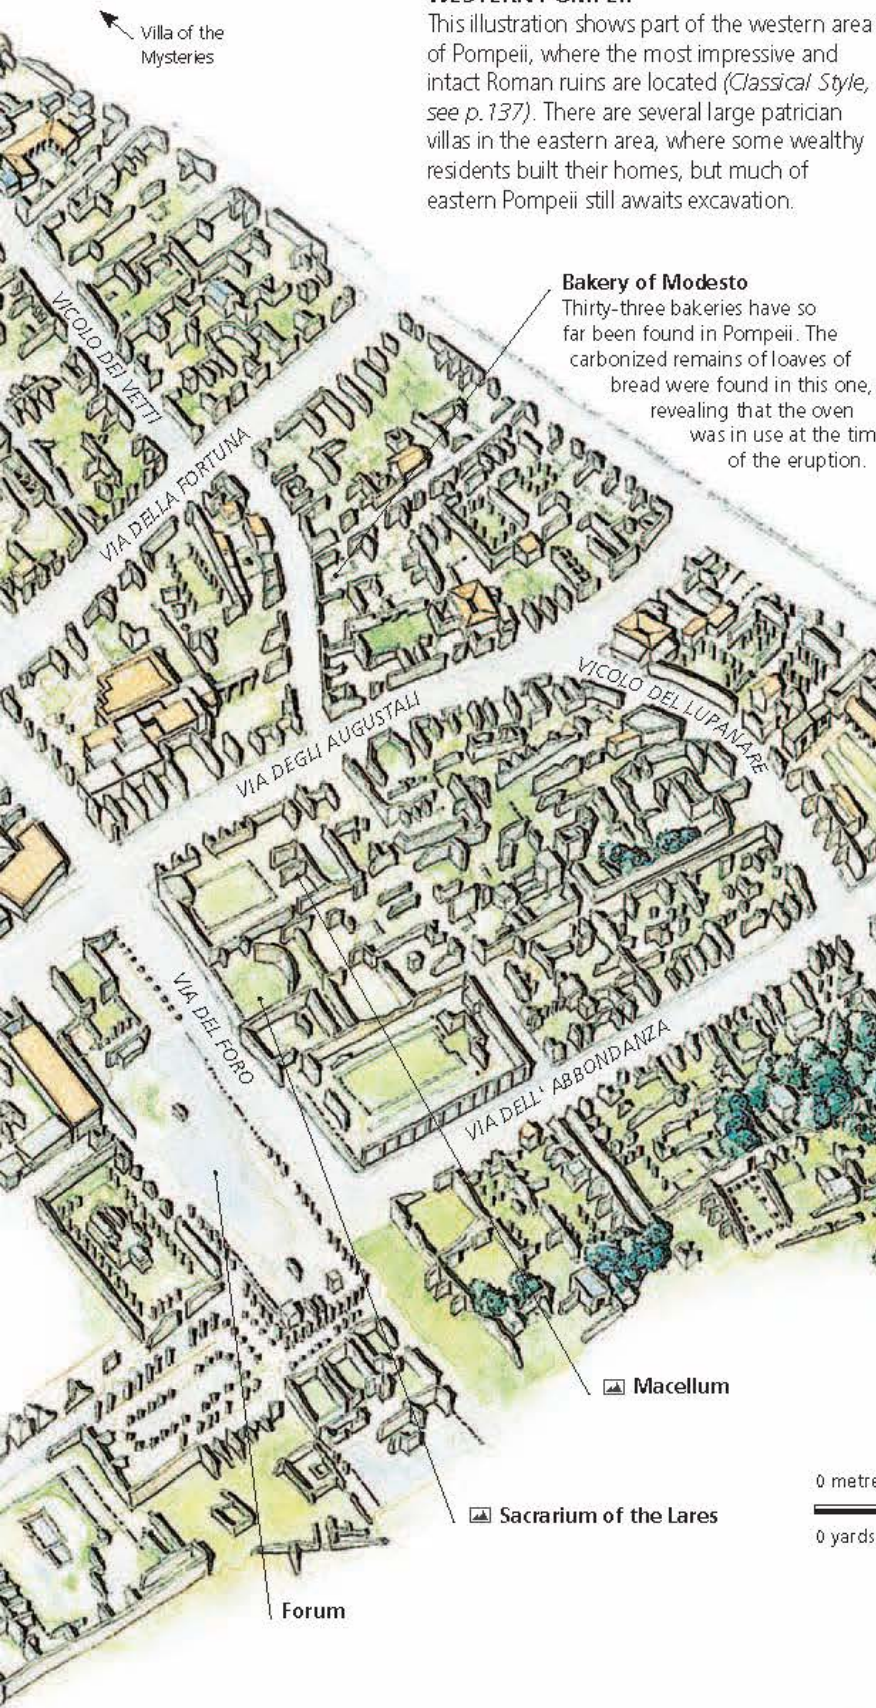 Villa of the
Mysteries
WESTERN POMPEII
This illustration shows part of the western area
of Pompeii, where the most impressive and
intact Roman ruins are located (Classical Style,
see p.137). There are several large patrician
villas in the eastern area, where some wealthy
residents built their homes, but much of
eastern Pompeii still awaits excavation.
Bakery of Modesto
Thirty-three bakeries have so
far been found in Pompeii. The
carbonized remains of loaves of
bread were found in this one,
revealing that the oven
was in use at the tim
of the eruption.
VICOLO DEI VETTI
VIA DELLA FORTUNA
VICOLO DEL LUPANARE
VIA DEGLI AUGUSTALI
VIA DEL FORO
VIA DELL' ABBONDANZA
Macellum
0 metre
Sacrarium of the Lares
0 yards
Forum